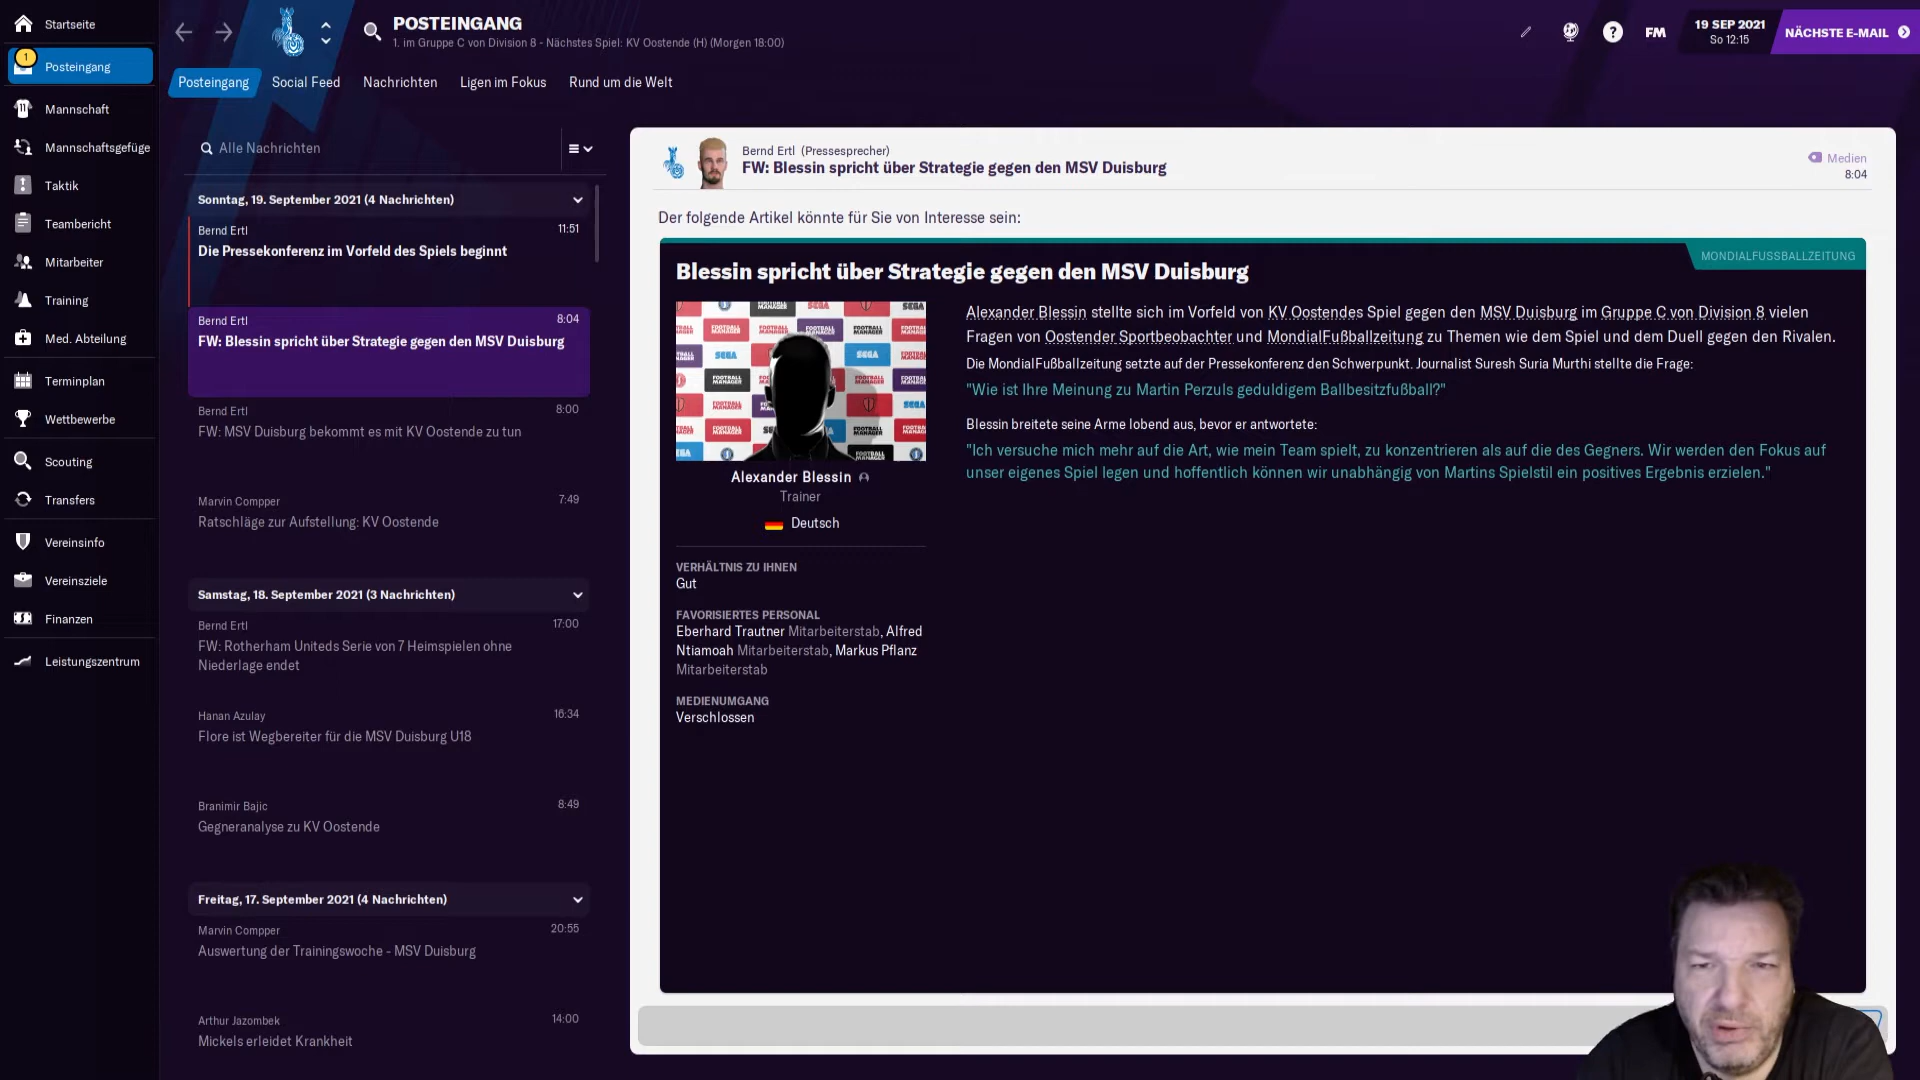 Startseite
1
Posteingang
Mannschaft
Mannschaftsgefüge
Taktik
Teambericht
Mitarbeiter
Training
Med. Abteilung
Terminplan
Wettbewerbe
Scouting
Transfers
Vereinsinfo
Vereinsziele
Finanzen
Leistungszentrum
POSTEINGANG
1. im Gruppe C von Division 8 - Nächstes Spiel: KV Oostende (H) (Morgen 18:00)
FM
19 SEP 2021
So 12:15
NÄCHSTE E-MAIL
Posteingang
Social Feed
Nachrichten
Ligen im Fokus
Rund um die Welt
Alle Nachrichten
Sonntag, 19. September 2021 (4 Nachrichten)
Bernd Ertl 11:51
Die Pressekonferenz im Vorfeld des Spiels beginnt
Bernd Ertl 8:04
FW: Blessin spricht über Strategie gegen den MSV Duisburg
Bernd Ertl 8:00
FW: MSV Duisburg bekommt es mit KV Oostende zu tun
Marvin Compper 7:49
Ratschläge zur Aufstellung: KV Oostende
Samstag, 18. September 2021 (3 Nachrichten)
Bernd Ertl 17:00
FW: Rotherham Uniteds Serie von 7 Heimspielen ohne
Niederlage endet
Hanan Azulay 16:34
Flore ist Wegbereiter für die MSV Duisburg U18
Branimir Bajic 8:49
Gegneranalyse zu KV Oostende
Freitag, 17. September 2021 (4 Nachrichten)
Marvin Compper 20:55
Auswertung der Trainingswoche - MSV Duisburg
Arthur Jazombek 14:00
Mickels erleidet Krankheit
Bernd Ertl (Pressesprecher)
FW: Blessin spricht über Strategie gegen den MSV Duisburg
Medien
8:04
Der folgende Artikel könnte für Sie von Interesse sein:
MONDIALFUSSBALLZEITUNG
Blessin spricht über Strategie gegen den MSV Duisburg
SEGA
FOOTBALL MANAGER
Alexander Blessin
Trainer
Deutsch
VERHÄLTNIS ZU IHNEN
Gut
FAVORISIERTES PERSONAL
Eberhard Trautner Mitarbeiterstab, Alfred
Ntiamoah Mitarbeiterstab, Markus Pflanz
Mitarbeiterstab
MEDIENUMGANG
Verschlossen
Alexander Blessin stellte sich im Vorfeld von KV Oostendes Spiel gegen den MSV Duisburg im Gruppe C von Division 8 vielen
Fragen von Oostender Sportbeobachter und MondialFußballzeitung zu Themen wie dem Spiel und dem Duell gegen den Rivalen.
Die MondialFußballzeitung setzte auf der Pressekonferenz den Schwerpunkt. Journalist Suresh Suria Murthi stellte die Frage:
"Wie ist Ihre Meinung zu Martin Perzuls geduldigem Ballbesitzfußball?"
Blessin breitete seine Arme lobend aus, bevor er antwortete:
"Ich versuche mich mehr auf die Art, wie mein Team spielt, zu konzentrieren als auf die des Gegners. Wir werden den Fokus auf
unser eigenes Spiel legen und hoffentlich können wir unabhängig von Martins Spielstil ein positives Ergebnis erzielen."